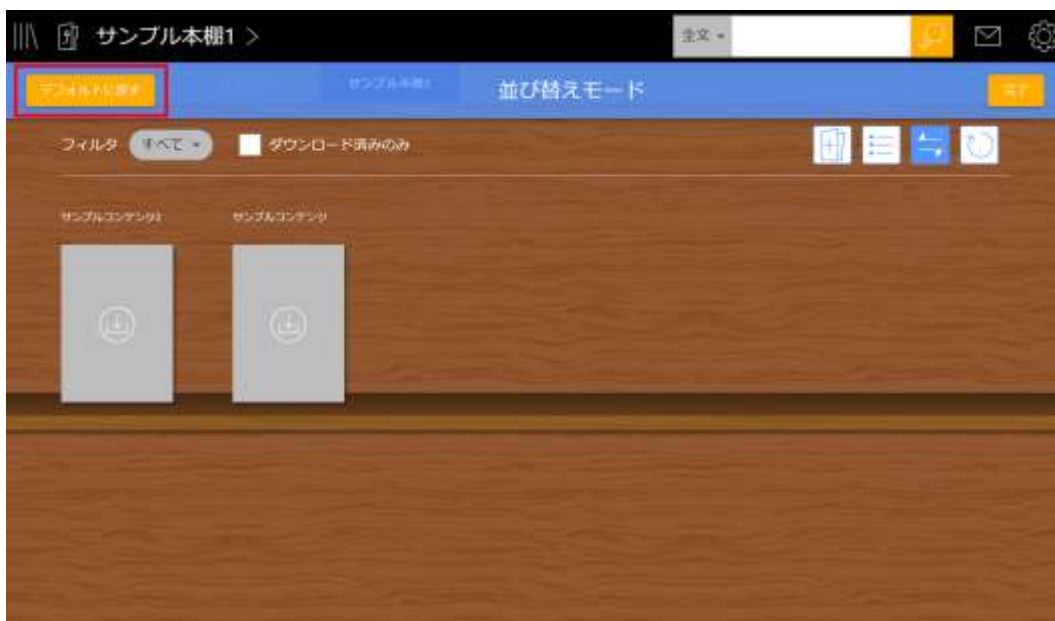 サンプル本棚1 >
全文
デフォルトに戻す
サンプル本棚1
並び替えモード
完了
フィルタ すべて
ダウンロード済みのみ
サンプルコンテンツ2 サンプルコンテンツ